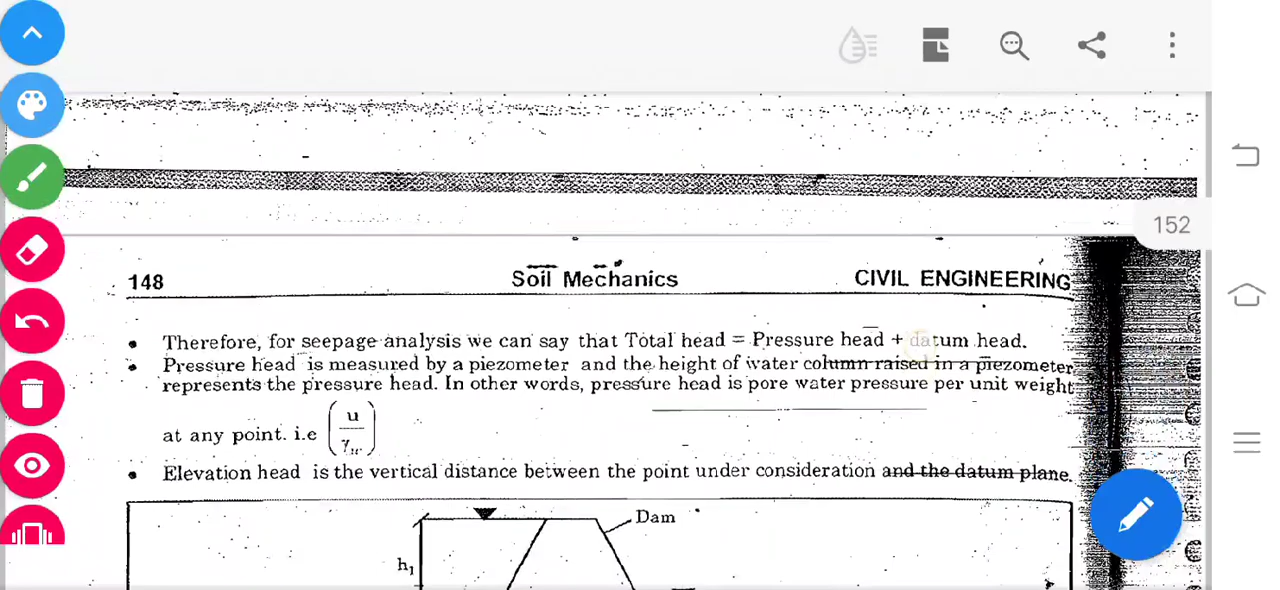 152
148 Soil Mechanics CIVIL ENGINEERING
• Therefore, for seepage analysis we can say that Total head = Pressure head + datum head.
• Pressure head is measured by a piezometer and the height of water column raised in a piezometer
represents the pressure head. In other words, pressure head is pore water pressure per unit weight
at any point. i.e (u/γw)
• Elevation head is the vertical distance between the point under consideration and the datum plane.
Dam
h₁